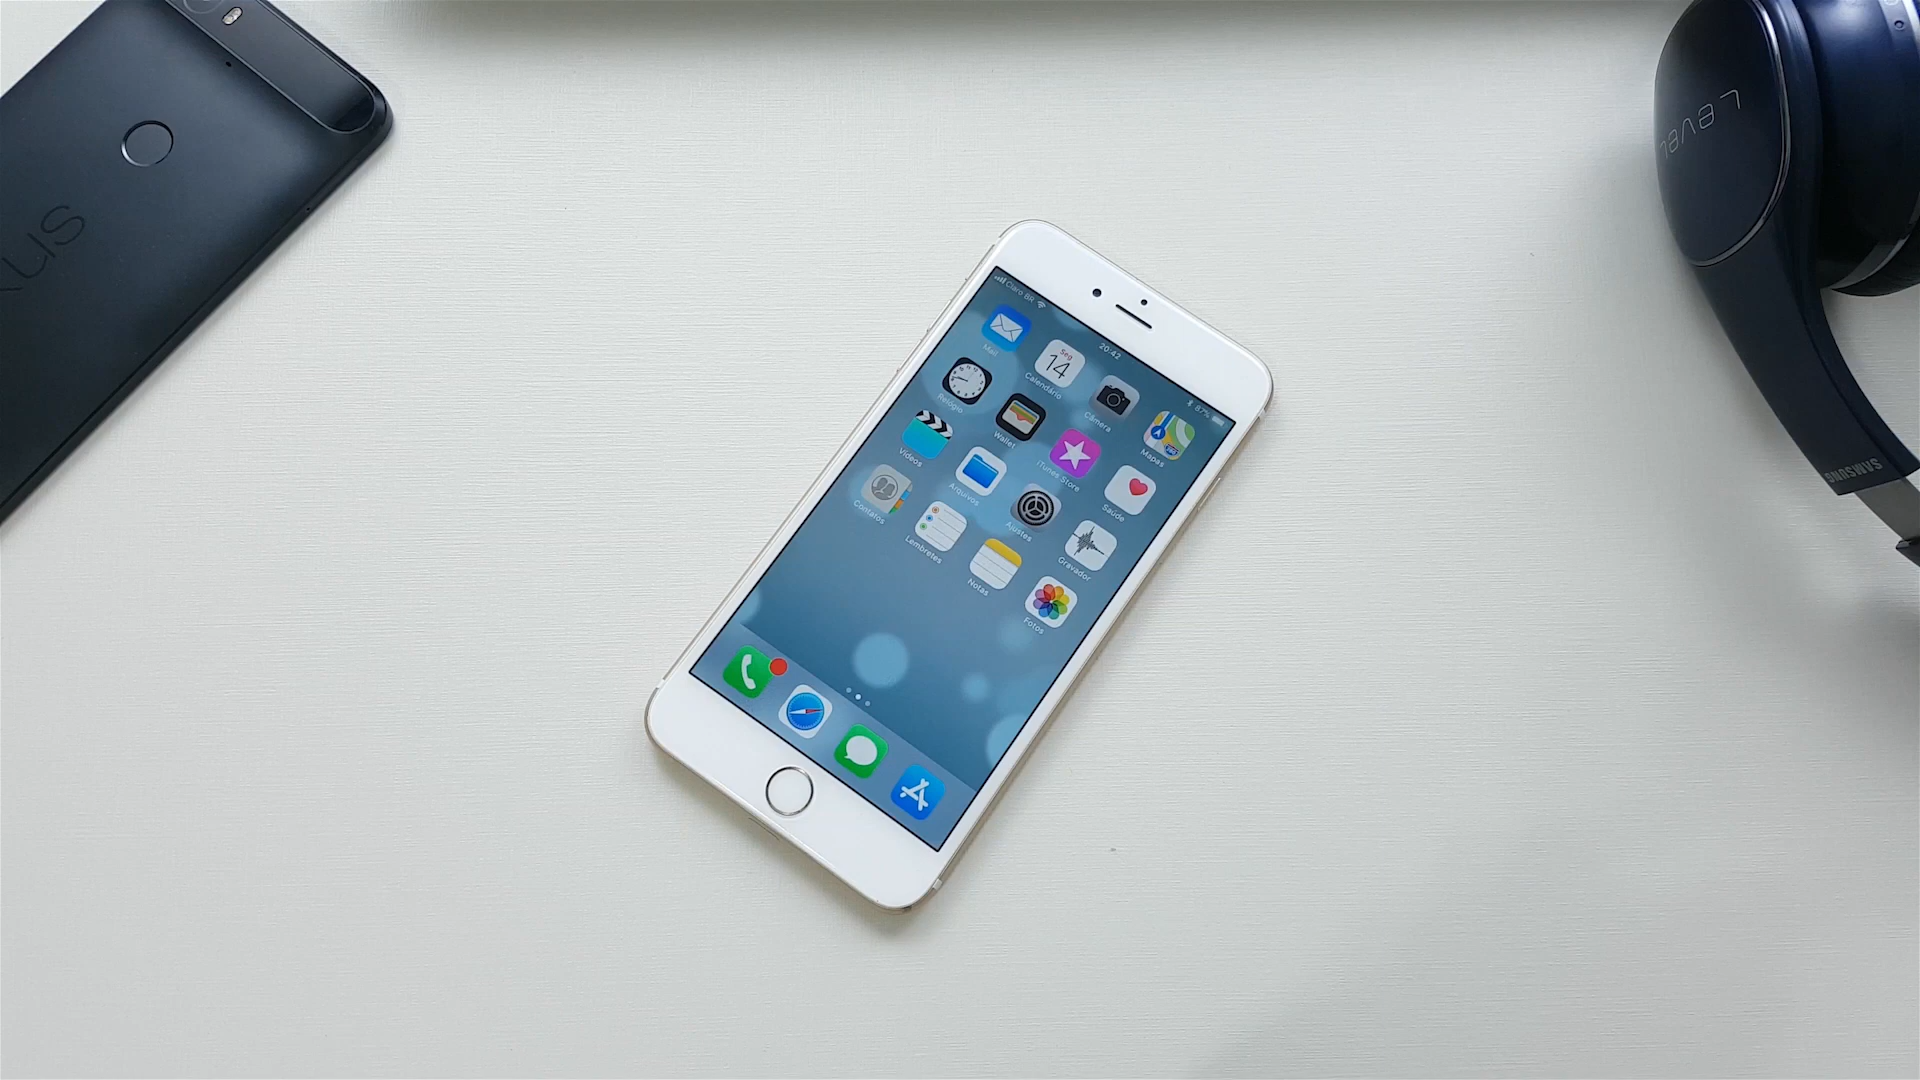 Claro BR
20:42
87%
Mail
Seg
14
Calendário
Câmera
Mapas
Relógio
Wallet
iTunes Store
Saúde
Vídeos
Arquivos
Ajustes
Gravador
Contatos
Lembretes
Notas
Fotos
LEVEL
SAMSUNG